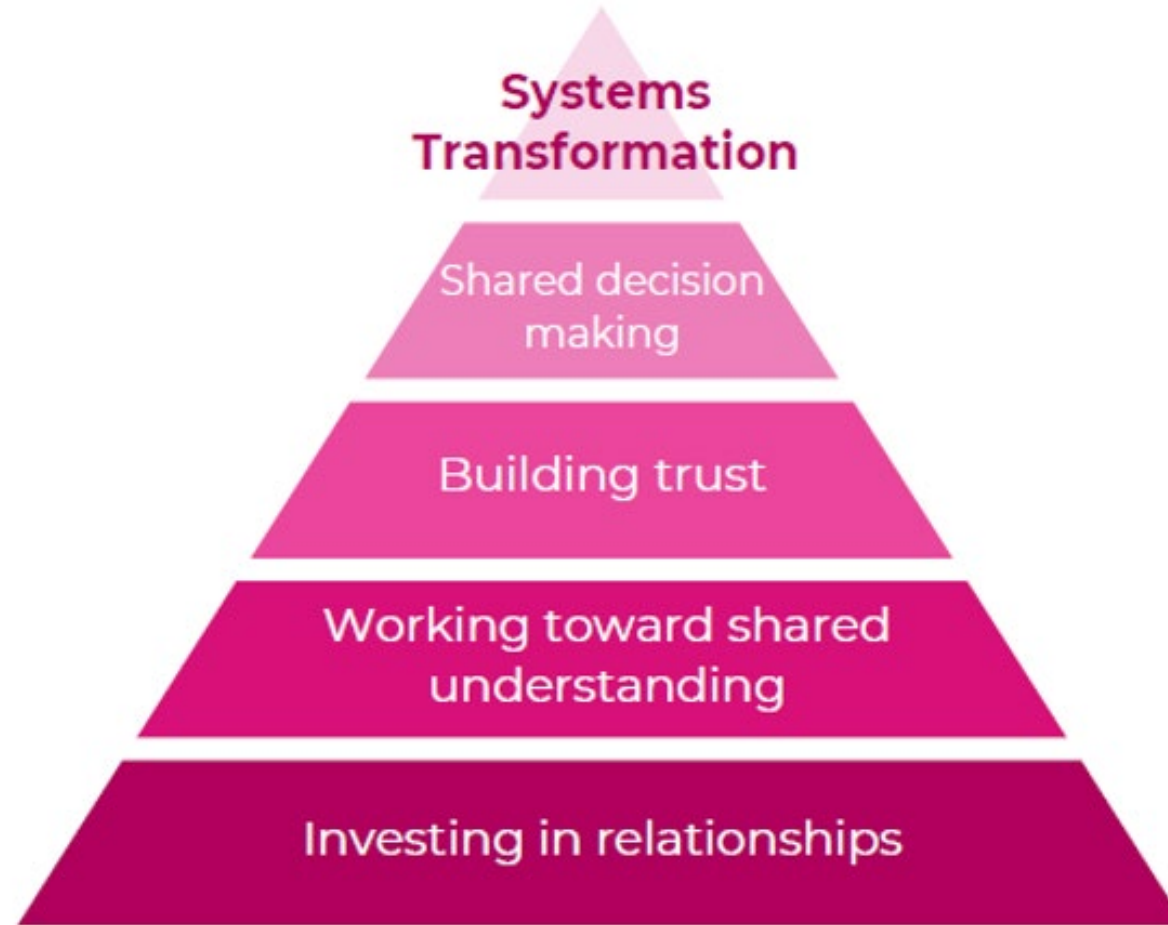 Systems
Transformation
Shared decision
making
Building trust
Working toward shared
understanding
Investing in relationships